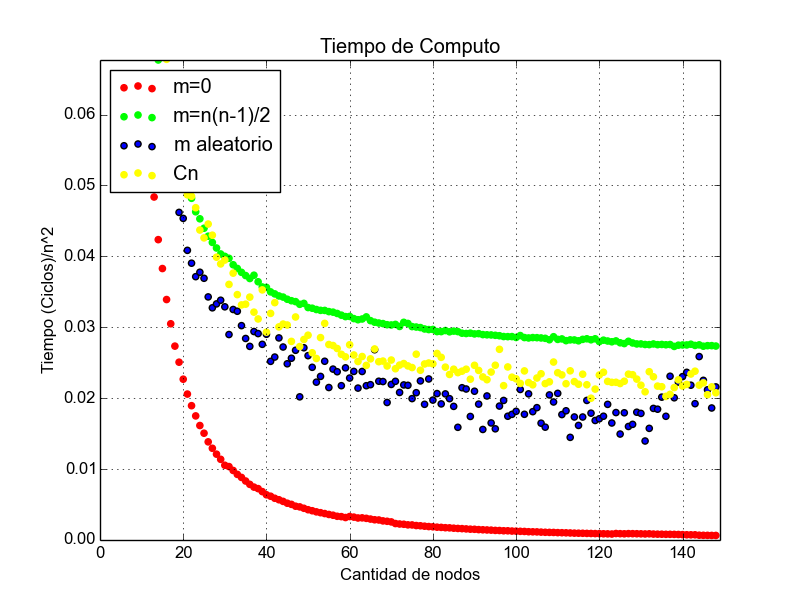 Tiempo de Computo
m=0
m=n(n-1)/2
m aleatorio
Cn
Tiempo (Ciclos)/n^2
0.06
0.05
0.04
0.03
0.02
0.01
0.00
0 20 40 60 80 100 120 140
Cantidad de nodos